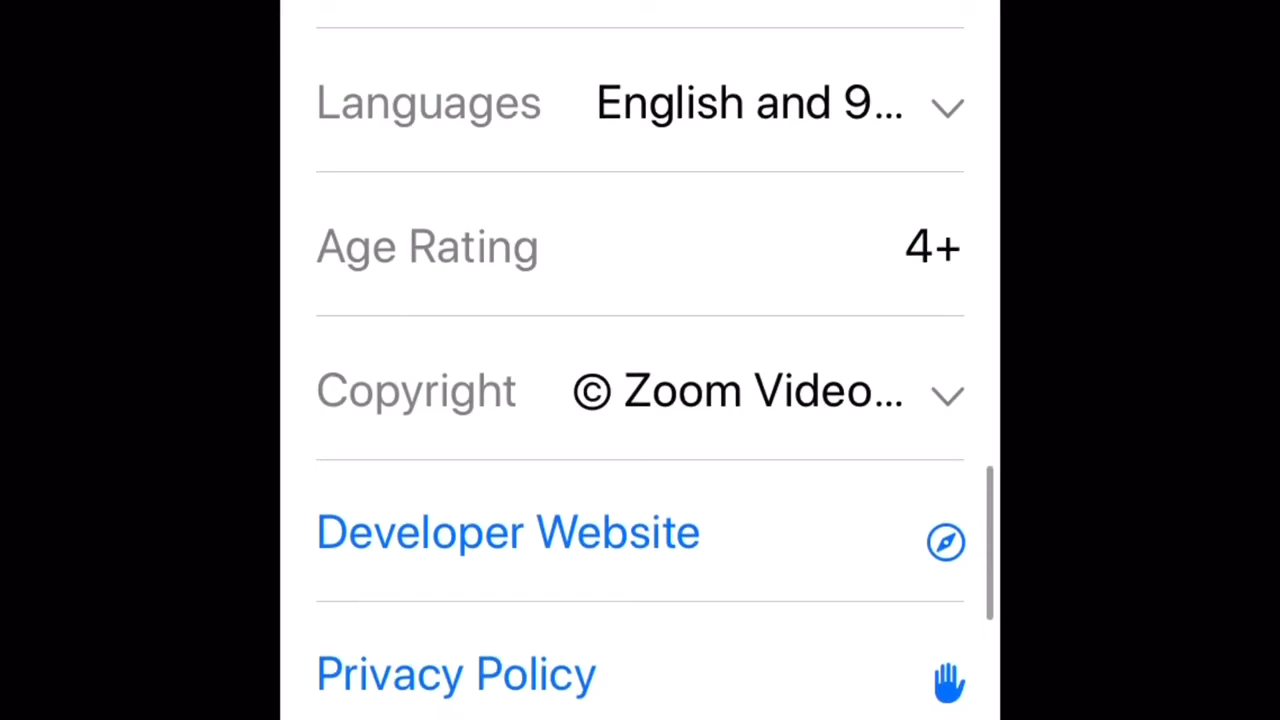 Languages English and 9...
Age Rating 4+
Copyright © Zoom Video...
Developer Website
Privacy Policy